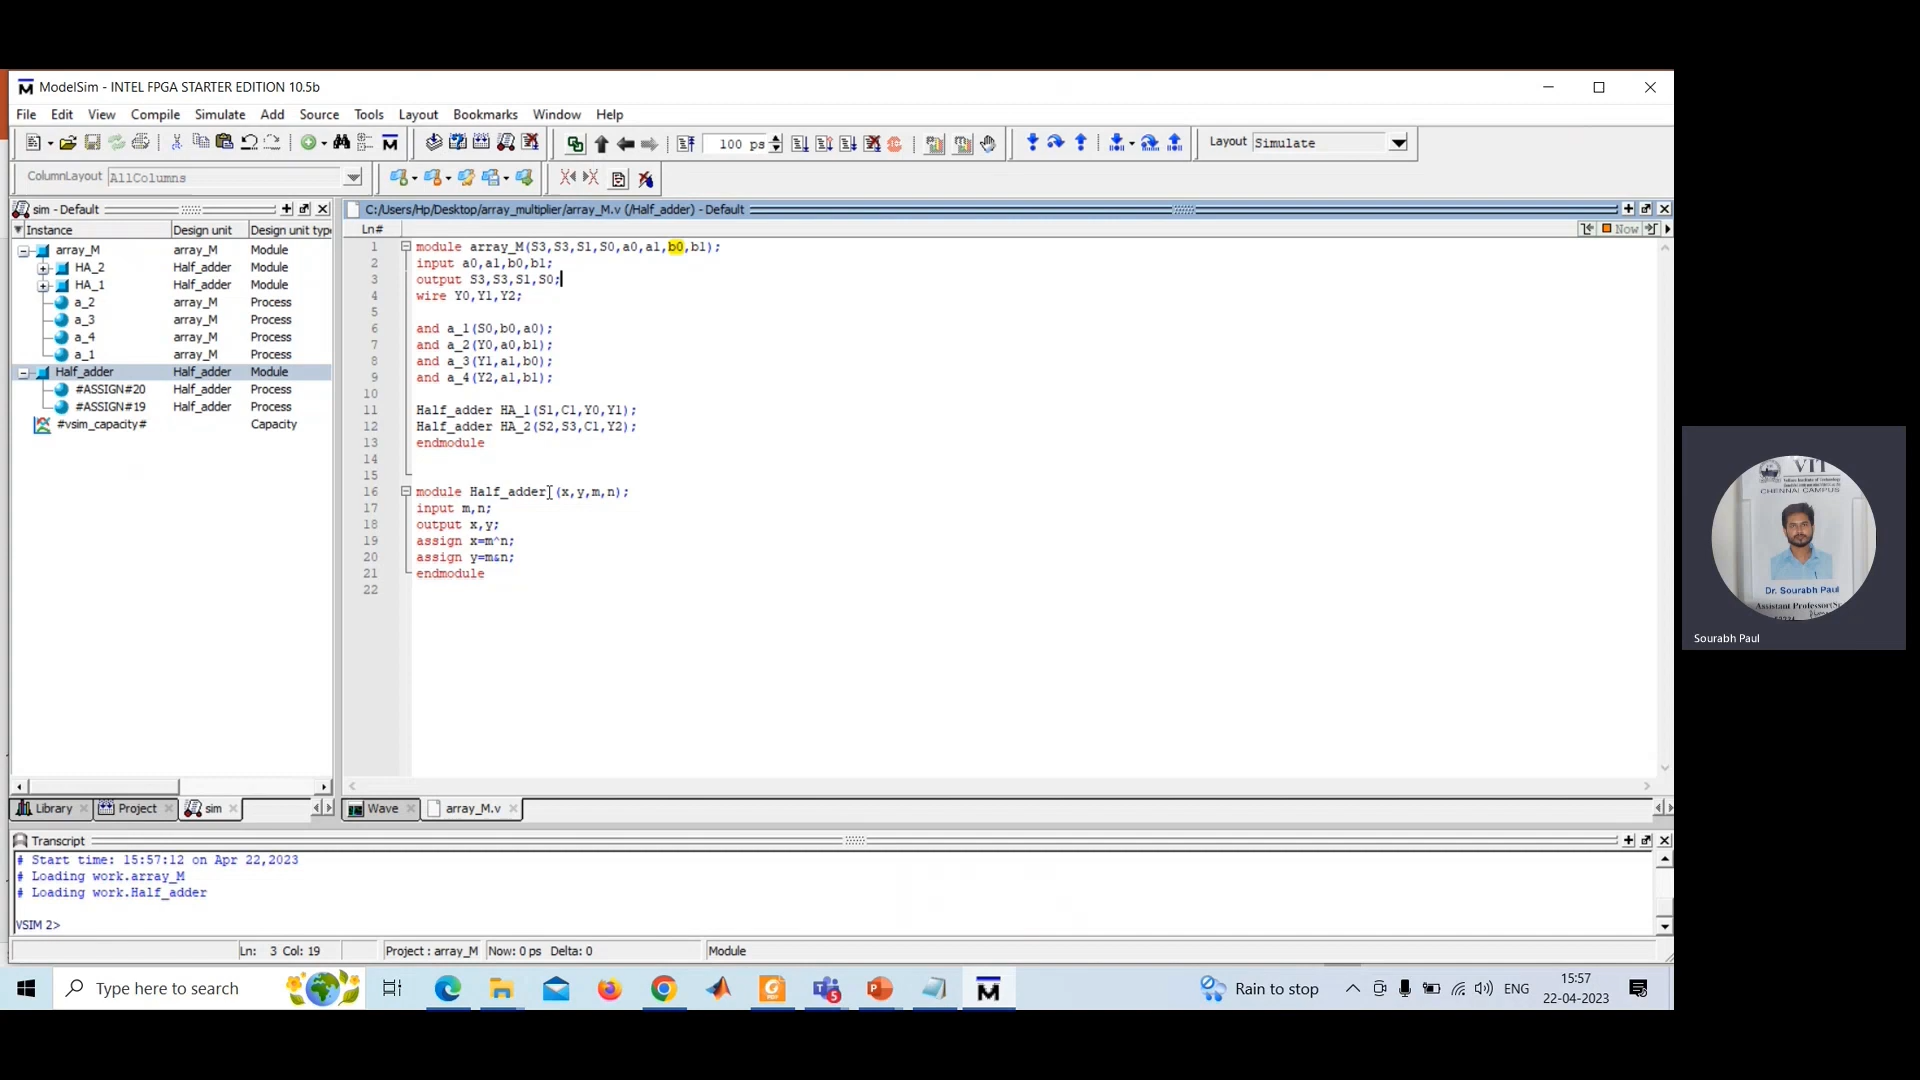 ModelSim - INTEL FPGA STARTER EDITION 10.5b
File Edit View Compile Simulate Add Source Tools Layout Bookmarks Window Help
100 ps
Layout Simulate
ColumnLayout AllColumns
sim - Default
C:/Users/Hp/Desktop/array_multiplier/array_M.v (/Half_adder) - Default
Instance Design unit Design unit type
Ln#
Now
array_M array_M Module
HA_2 Half_adder Module
HA_1 Half_adder Module
a_2 array_M Process
a_3 array_M Process
a_4 array_M Process
a_1 array_M Process
Half_adder Half_adder Module
#ASSIGN#20 Half_adder Process
#ASSIGN#19 Half_adder Process
#vsim_capacity# Capacity
1 module array_M(S3,S3,S1,S0,a0,a1,b0,b1);
2 input a0,a1,b0,b1;
3 output S3,S3,S1,S0;
4 wire Y0,Y1,Y2;
5
6 and a_1(S0,b0,a0);
7 and a_2(Y0,a0,b1);
8 and a_3(Y1,a1,b0);
9 and a_4(Y2,a1,b1);
10
11 Half_adder HA_1(S1,C1,Y0,Y1);
12 Half_adder HA_2(S2,S3,C1,Y2);
13 endmodule
14
15
16 module Half_adder (x,y,m,n);
17 input m,n;
18 output x,y;
19 assign x=m^n;
20 assign y=m&n;
21 endmodule
22
Library Project sim
Wave array_M.v
Transcript
# Start time: 15:57:12 on Apr 22,2023
# Loading work.array_M
# Loading work.Half_adder
VSIM 2>
Ln: 3 Col: 19 Project : array_M Now: 0 ps Delta: 0 Module
Type here to search
Rain to stop
ENG
15:57
22-04-2023
VIT
CHENNAI CAMPUS
Dr. Sourabh Paul
Sourabh Paul